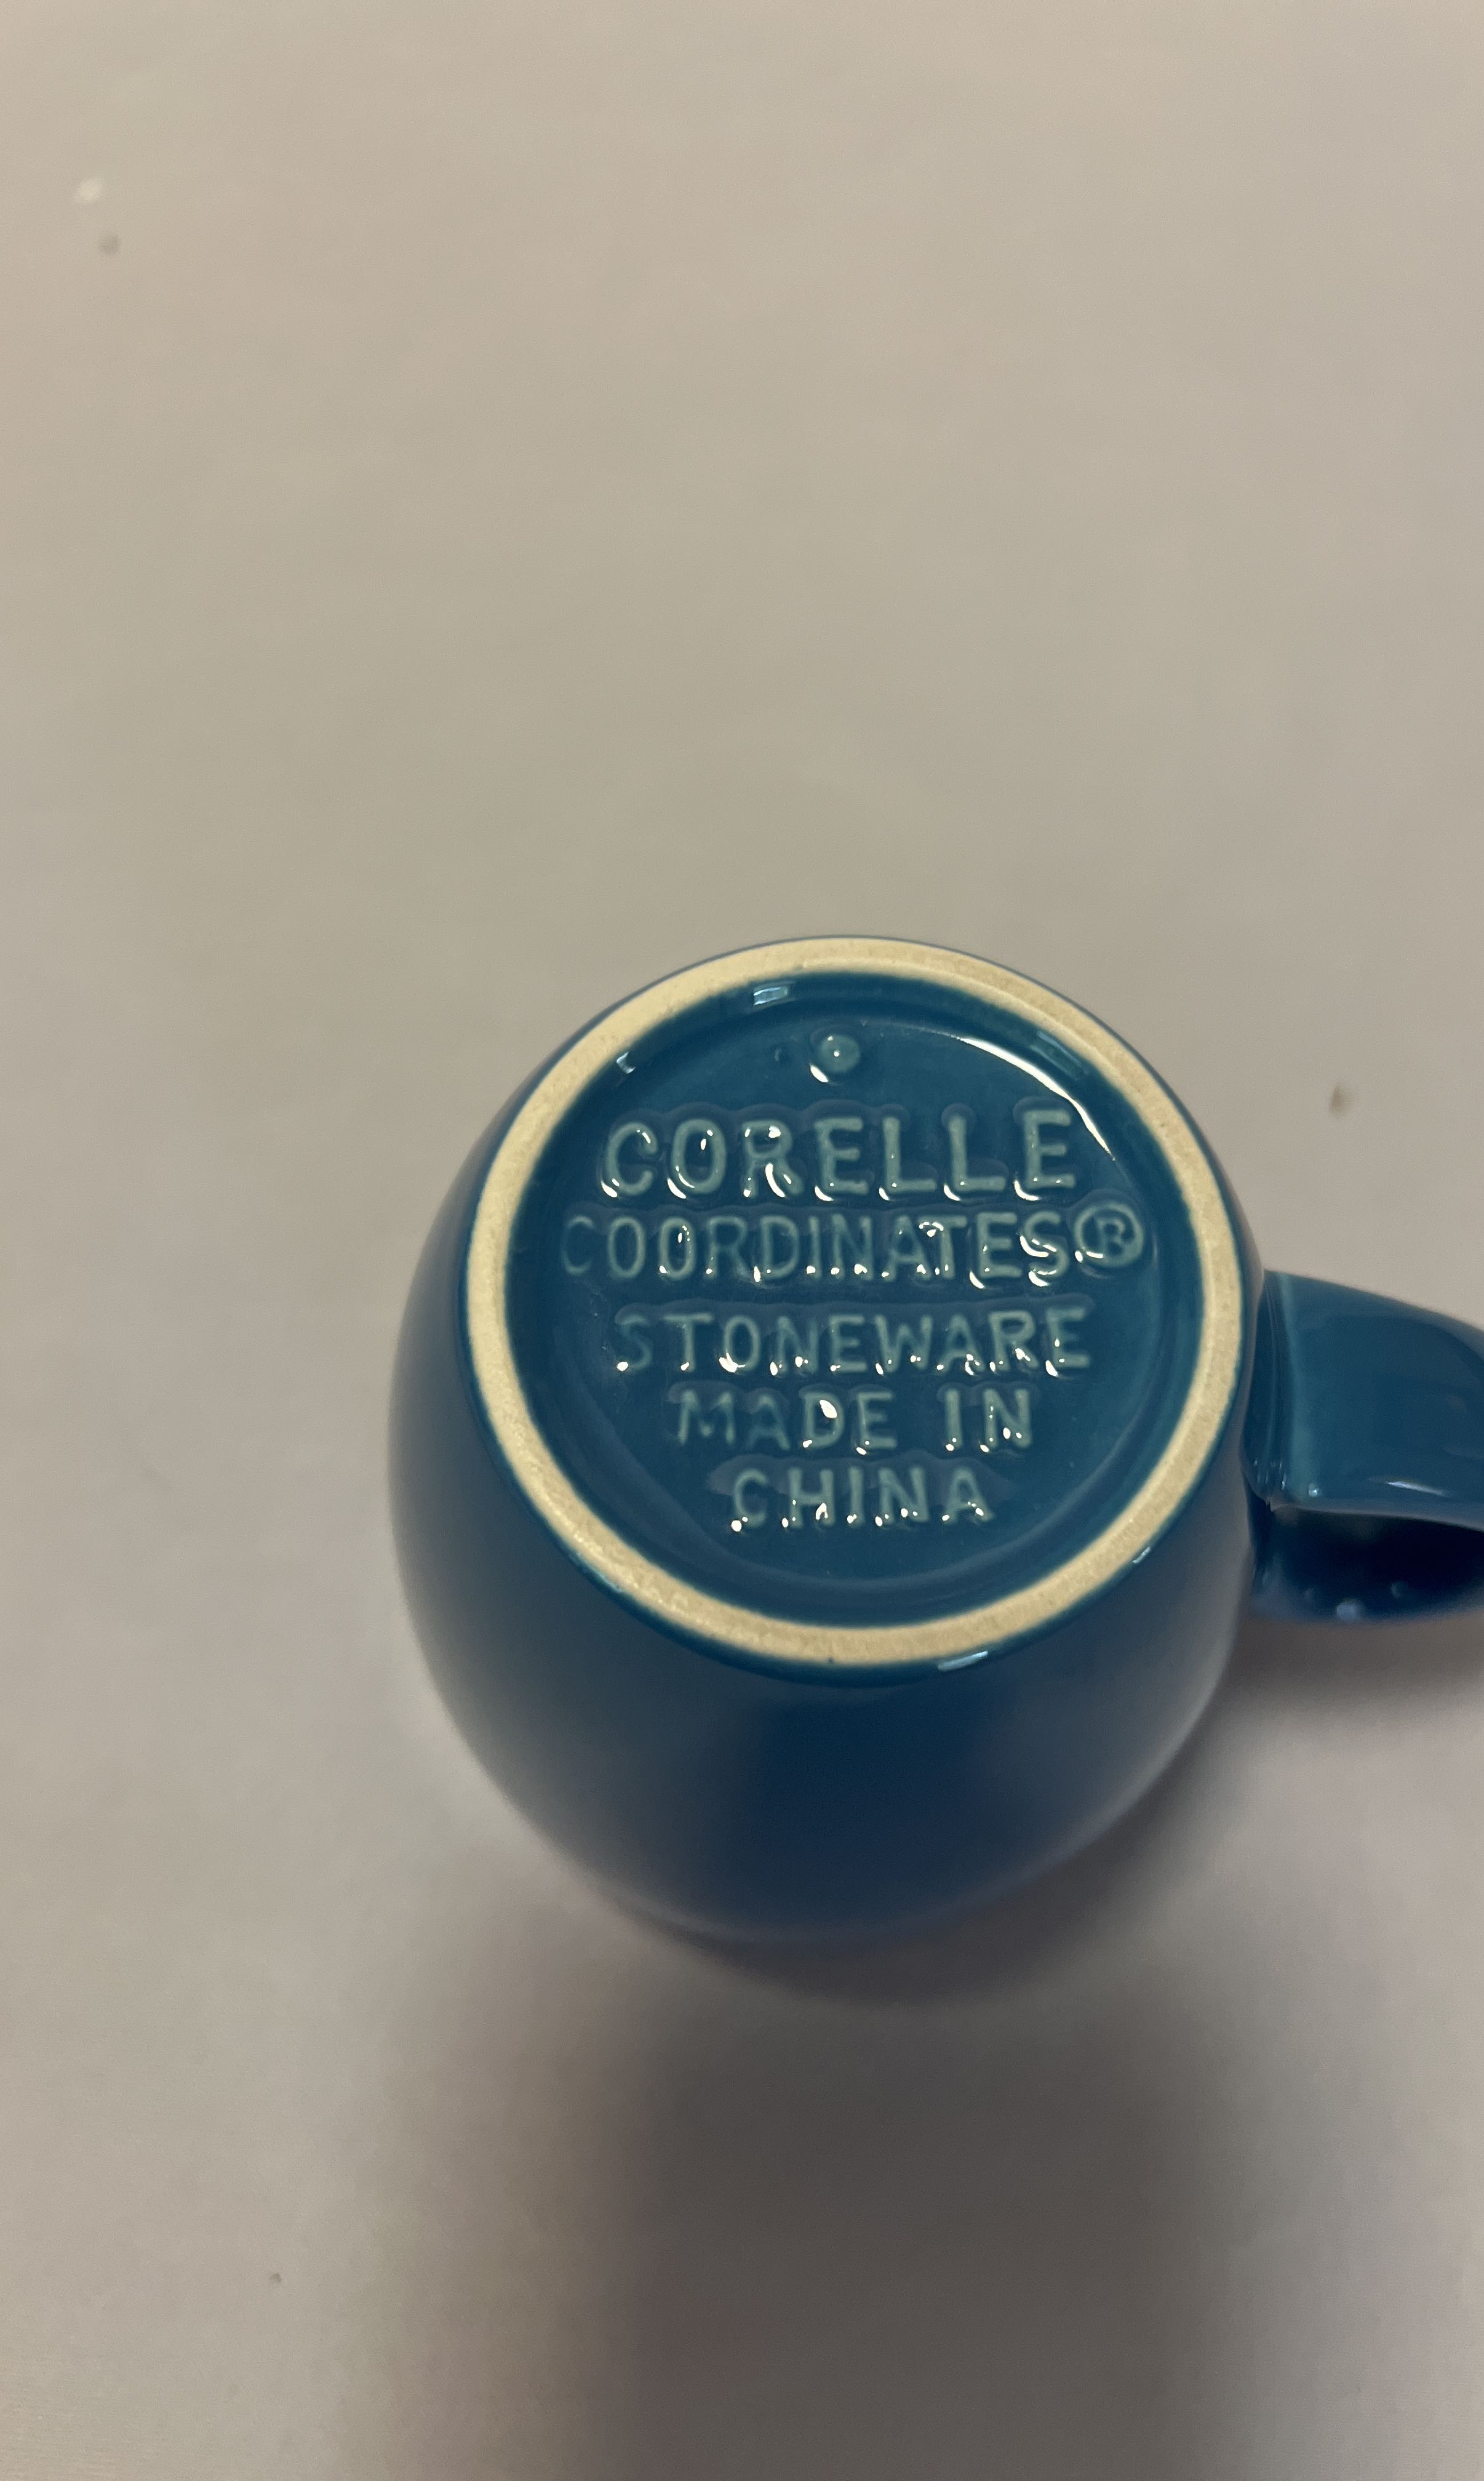 CORELLE
COORDINATES®
STONEWARE
MADE IN
CHINA